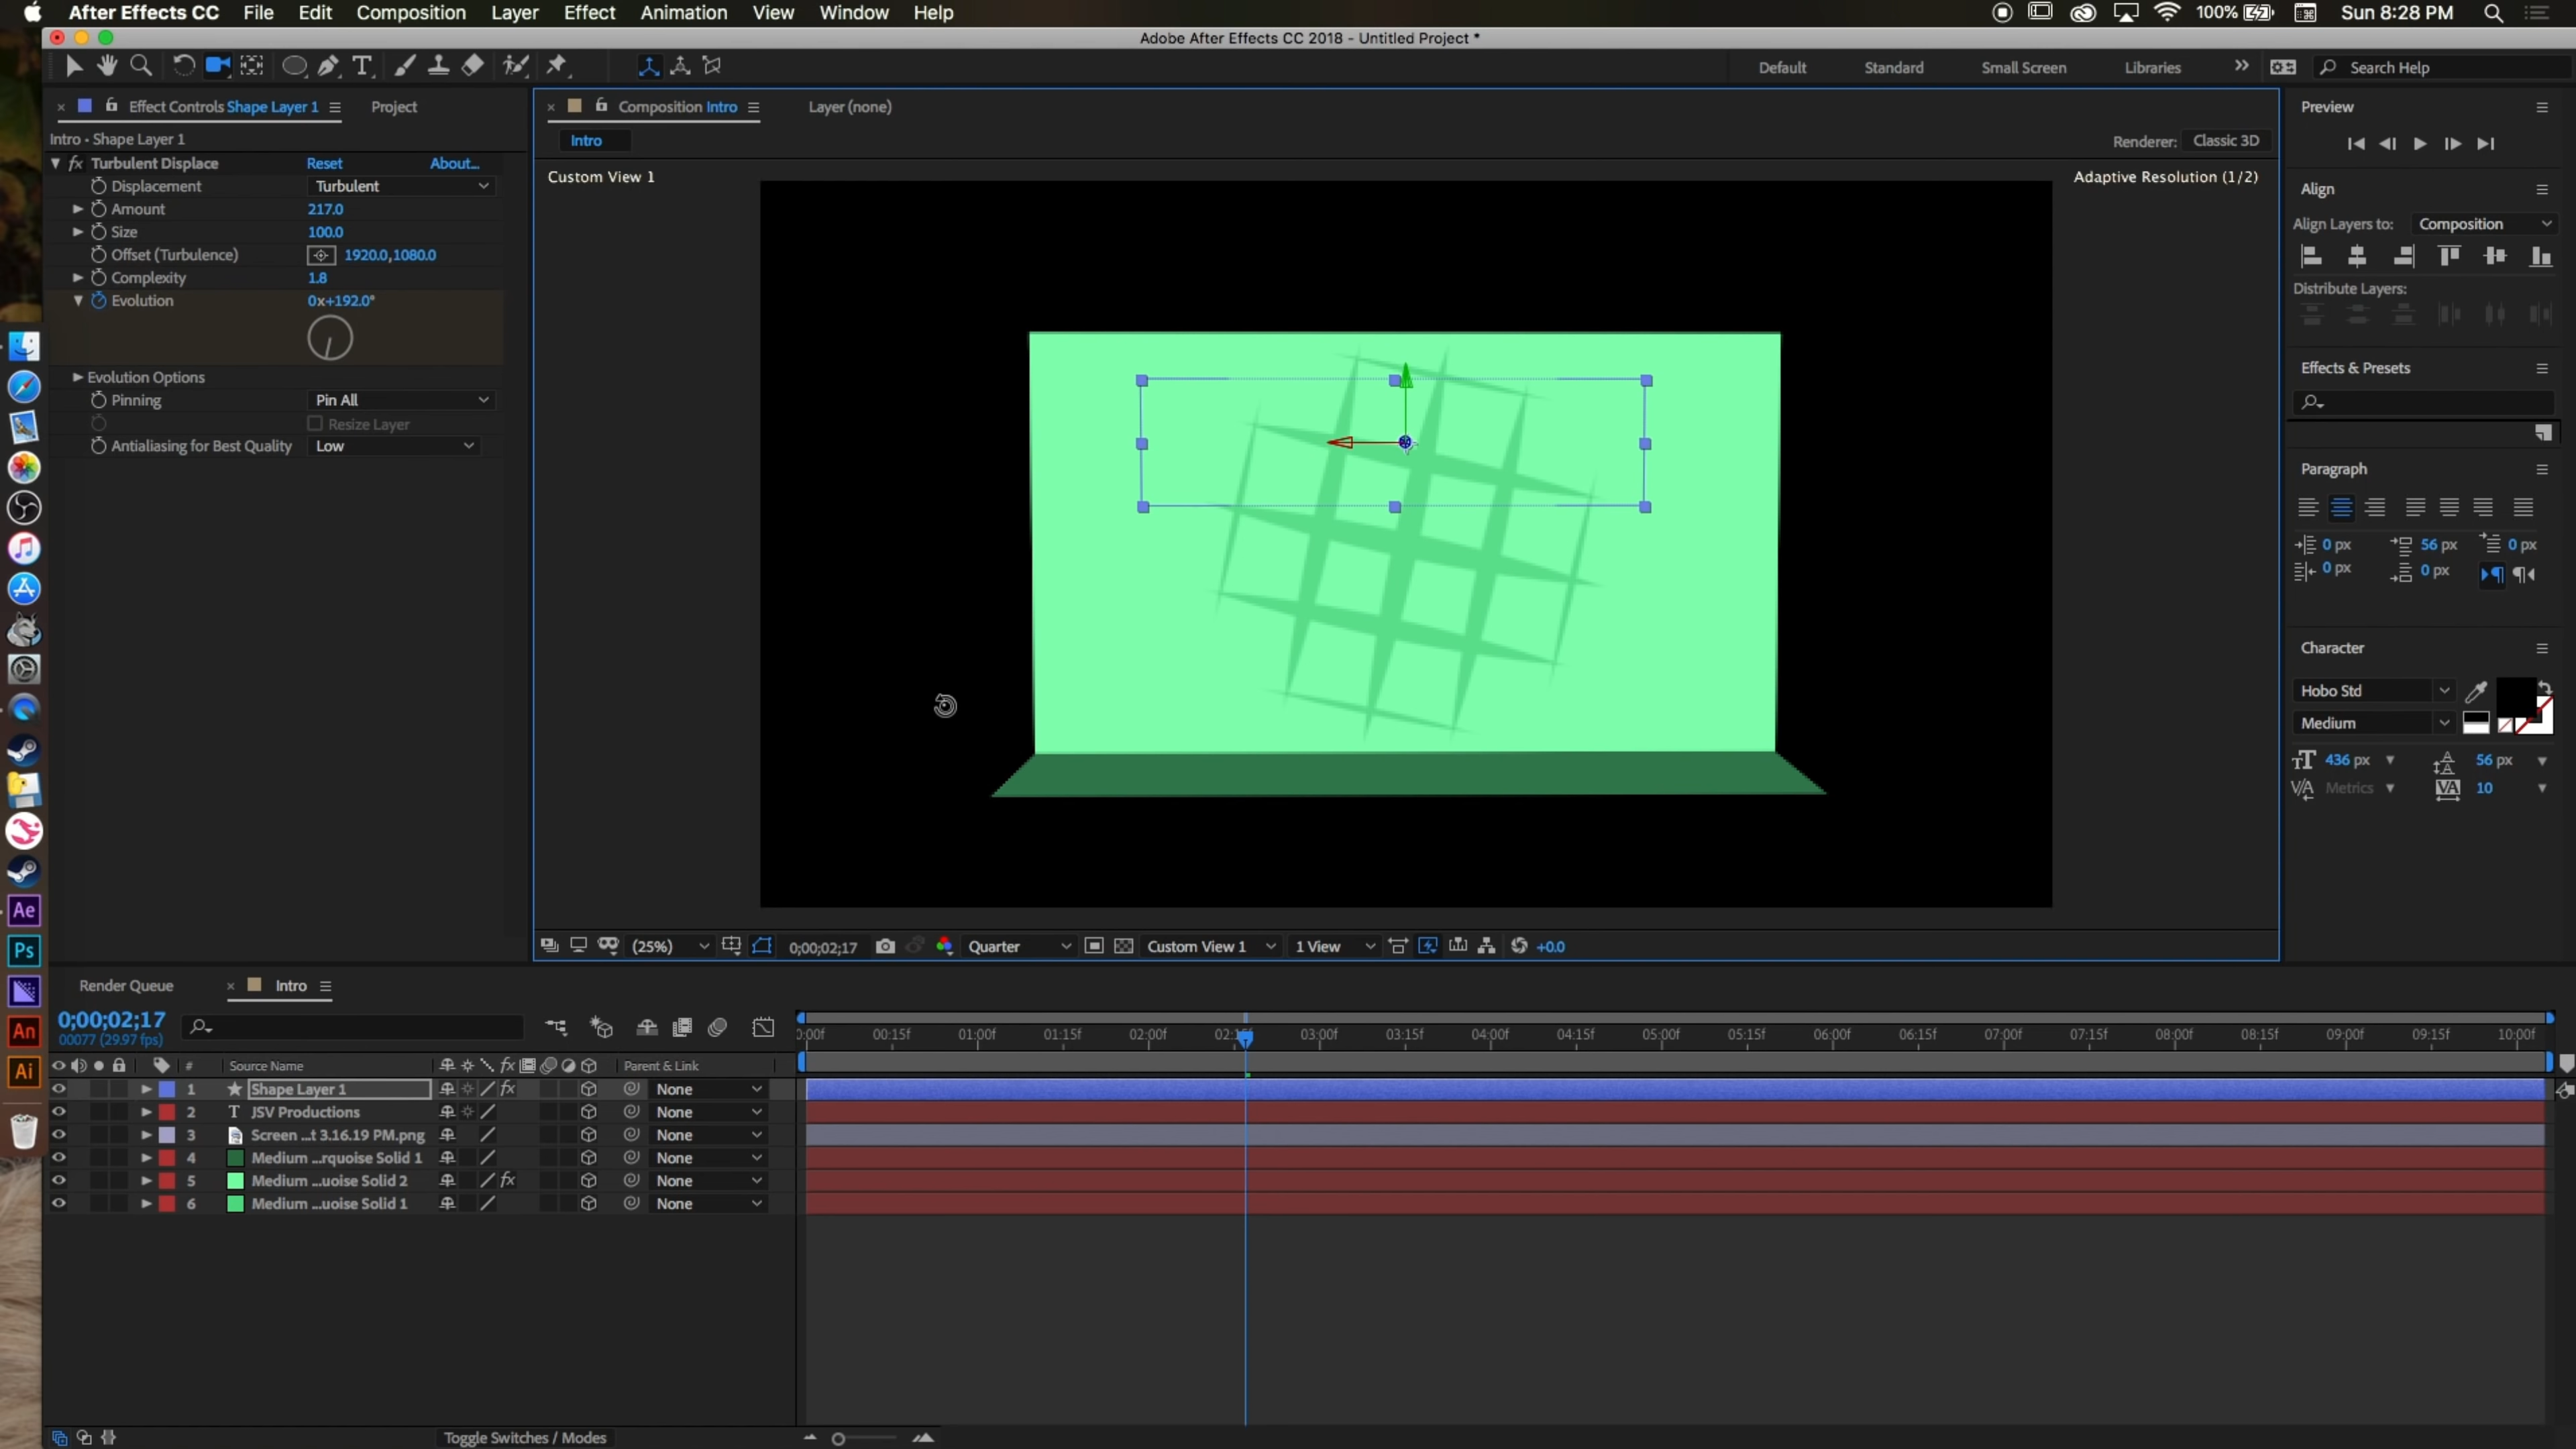 After Effects CC File Edit Composition Layer Effect Animation View Window Help 100% Sun 8:28 PM
Adobe After Effects CC 2018 - Untitled Project *
Default Standard Small Screen Libraries Search Help
Effect Controls Shape Layer 1 Project
Intro • Shape Layer 1
fx Turbulent Displace Reset About...
Displacement Turbulent
Amount 217.0
Size 100.0
Offset (Turbulence) 1920.0,1080.0
Complexity 1.8
Evolution 0x+192.0°
Evolution Options
Pinning Pin All
Resize Layer
Antialiasing for Best Quality Low
Composition Intro Layer (none)
Intro Renderer: Classic 3D
Custom View 1 Adaptive Resolution (1/2)
(25%) 0;00;02;17 Quarter Custom View 1 1 View +0.0
Preview
Align
Align Layers to: Composition
Distribute Layers:
Effects & Presets
Paragraph
0 px 56 px 0 px
0 px 0 px
Character
Hobo Std
Medium
436 px 56 px
Metrics 10
Ae
Ps
An
Ai
Render Queue Intro
0;00;02;17
00077 (29.97 fps)
0:00f 00:15f 01:00f 01:15f 02:00f 02:15f 03:00f 03:15f 04:00f 04:15f 05:00f 05:15f 06:00f 06:15f 07:00f 07:15f 08:00f 08:15f 09:00f 09:15f 10:00f
# Source Name fx Parent & Link
1 Shape Layer 1 fx None
2 T JSV Productions None
3 Screen ...t 3.16.19 PM.png None
4 Medium ...rquoise Solid 1 None
5 Medium ...uoise Solid 2 fx None
6 Medium ...uoise Solid 1 None
Toggle Switches / Modes